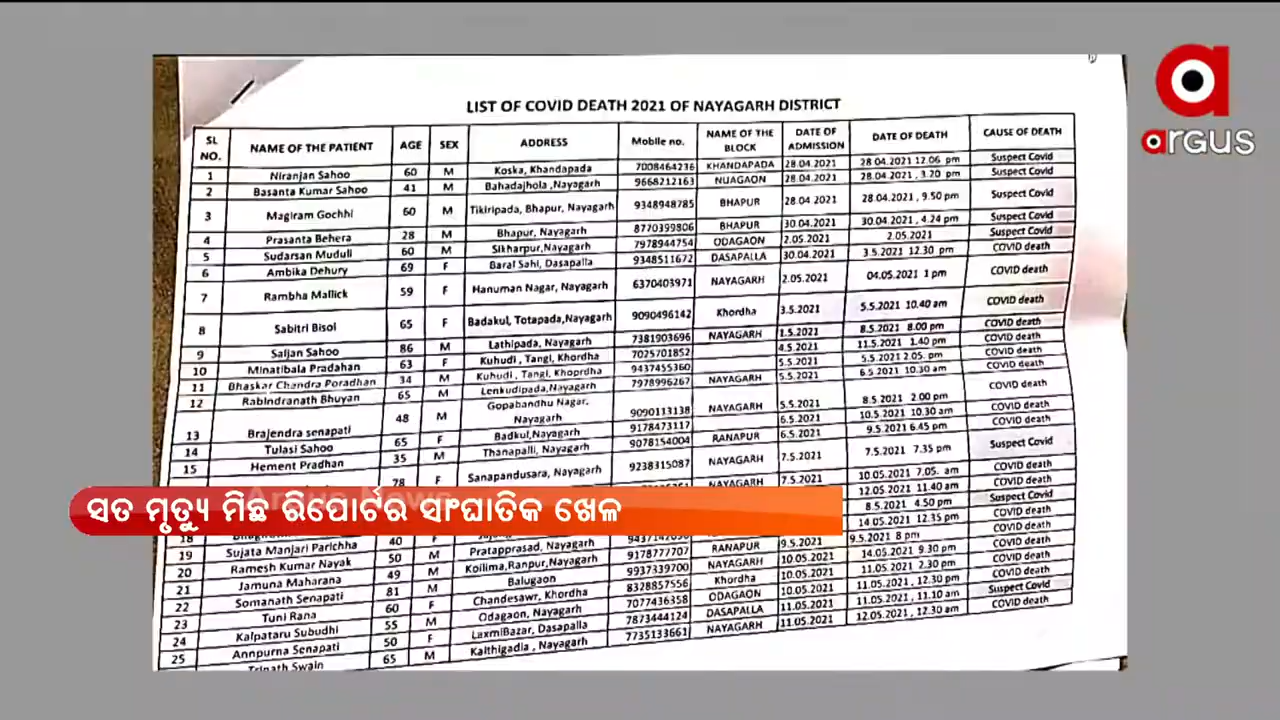 LIST OF COVID DEATH 2021 OF NAYAGARH DISTRICT
argus
SL NO. NAME OF THE PATIENT AGE SEX ADDRESS Mobile no. NAME OF THE BLOCK DATE OF ADMISSION DATE OF DEATH CAUSE OF DEATH
1 Niranjan Sahoo 60 M Koska, Khandapada 7008464236 KHANDAPADA 28.04.2021 28 04.2021 12.06 pm Suspect Covid
2 Basanta Kumar Sahoo 41 M Bahadajhola ,Nayagarh 9668212163 NUAGON 28.04.2021 28.04.2021 , 3.20 pm Suspect Covid
3 Magiram Gochhi 60 M Tikiripada, Bhapur, Nayagarh 9348948785 BHAPUR 28.04 2021 28.04.2021 , 9.50 pm Suspect Covid
4 Prasanta Behera 28 M Bhapur, Nayagarh 8770399806 BHAPUR 30.04 2021 30.04.2021 , 4.24 pm Suspect Covid
5 Sudarsan Muduli 60 M Sikharpur,Nayagarh 7978944754 ODAGAON 2.05.2021 2.05.2021 Suspect Covid
6 Ambika Dehury 69 F Baral Sahi, Dasapalla 9348511672 DASAPALLA 30.04.2021 3.5.2021 12.30 pm COVID death
7 Rambha Mallick 59 F Hanuman Nagar, Nayagarh 6370403971 NAYAGARH 2.05.2021 04.05.2021 1 pm COVID death
8 Sabitri Bisol 65 F Badakul, Totapada,Nayagarh 9090496142 Khordha 3.5.2021 5.5.2021 10.40 am COVID death
9 Saljan Sahoo 86 M Lathipada, Nayagarh 7381903696 NAYAGARH 1.5.2021 8.5.2021 8.00 pm COVID death
10 Minatibala Pradahan 63 F Kuhudi , Tangi, Khordha 7025701852 4.5.2021 11.5.2021 1.40 pm COVID death
11 Bhaskar Chandra Poradhan 34 M Kuhudi , Tangi, Khoprdha 9437455360 5.5.2021 5.5.2021 2.05. pm COVID death
12 Rabindranath Bhuyan 65 M Lenkudipada,Nayagarh 7978996267 NAYAGARH 5.5.2021 6.5 2021 10.30 am COVID death
13 Brajendra senapati 48 M Gopabandhu Nagar, Nayagarh 9090113138 NAYAGARH 5.5.2021 8.5.2021 2.00 pm COVID death
14 Tulasi Sahoo 65 F Badkul,Nayagarh 9178473117 6.5.2021 10.5 2021 10.30 am COVID death
15 Hement Pradhan 35 M Thanapalli, Nayagarh 9078154004 RANAPUR 6.5.2021 9.5.2021 6.45 pm COVID death
78 F Sanapandusara, Nayagarh 9238315087 NAYAGARH 7.5.2021 7.5.2021 7.35 pm Suspect Covid
7.5.2021 10.05.2021 7.05. am COVID death
12.05 2021 11.40 am COVID death
8.5.2021 4.50 pm Suspect Covid
ସତ ମୃତ୍ୟୁ ମିଛ ରିପୋର୍ଟର ସାଂଘାତିକ ଖେଳ
18 40 F 14.05 2021 12.35 pm COVID death
19 Sujata Manjari Parichha 50 M Pratapprasad, Nayagarh 9178777707 RANAPUR 9.5.2021 9.5.2021 8 pm COVID death
20 Ramesh Kumar Nayak 49 M Koilima,Ranpur,Nayagarh 9937339700 NAYAGARH 10.05.2021 14.05.2021 9.30 pm COVID death
21 Jamuna Maharana 81 M Balugaon 8328857556 Khordha 10.05.2021 11.05.2021 2.30 pm COVID death
22 Somanath Senapati 60 F Chandeswr, Khordha 7077436358 ODAGAON 10.05.2021 11.05.2021, 12.30 pm COVID death
23 Tuni Rana 55 M Odagaon, Nayagarh 7873444124 DASAPALLA 11.05.2021 11.05.2021, 11.10 am Suspect Covid
24 Kalpataru Subudhi 50 F LaxmiBazar, Dasapalla 7735133661 NAYAGARH 11.05.2021 12.05.2021, 12.30 am COVID death
25 Annpurna Senapati 65 M Kaithigadia , Nayagarh
Trinath Swain